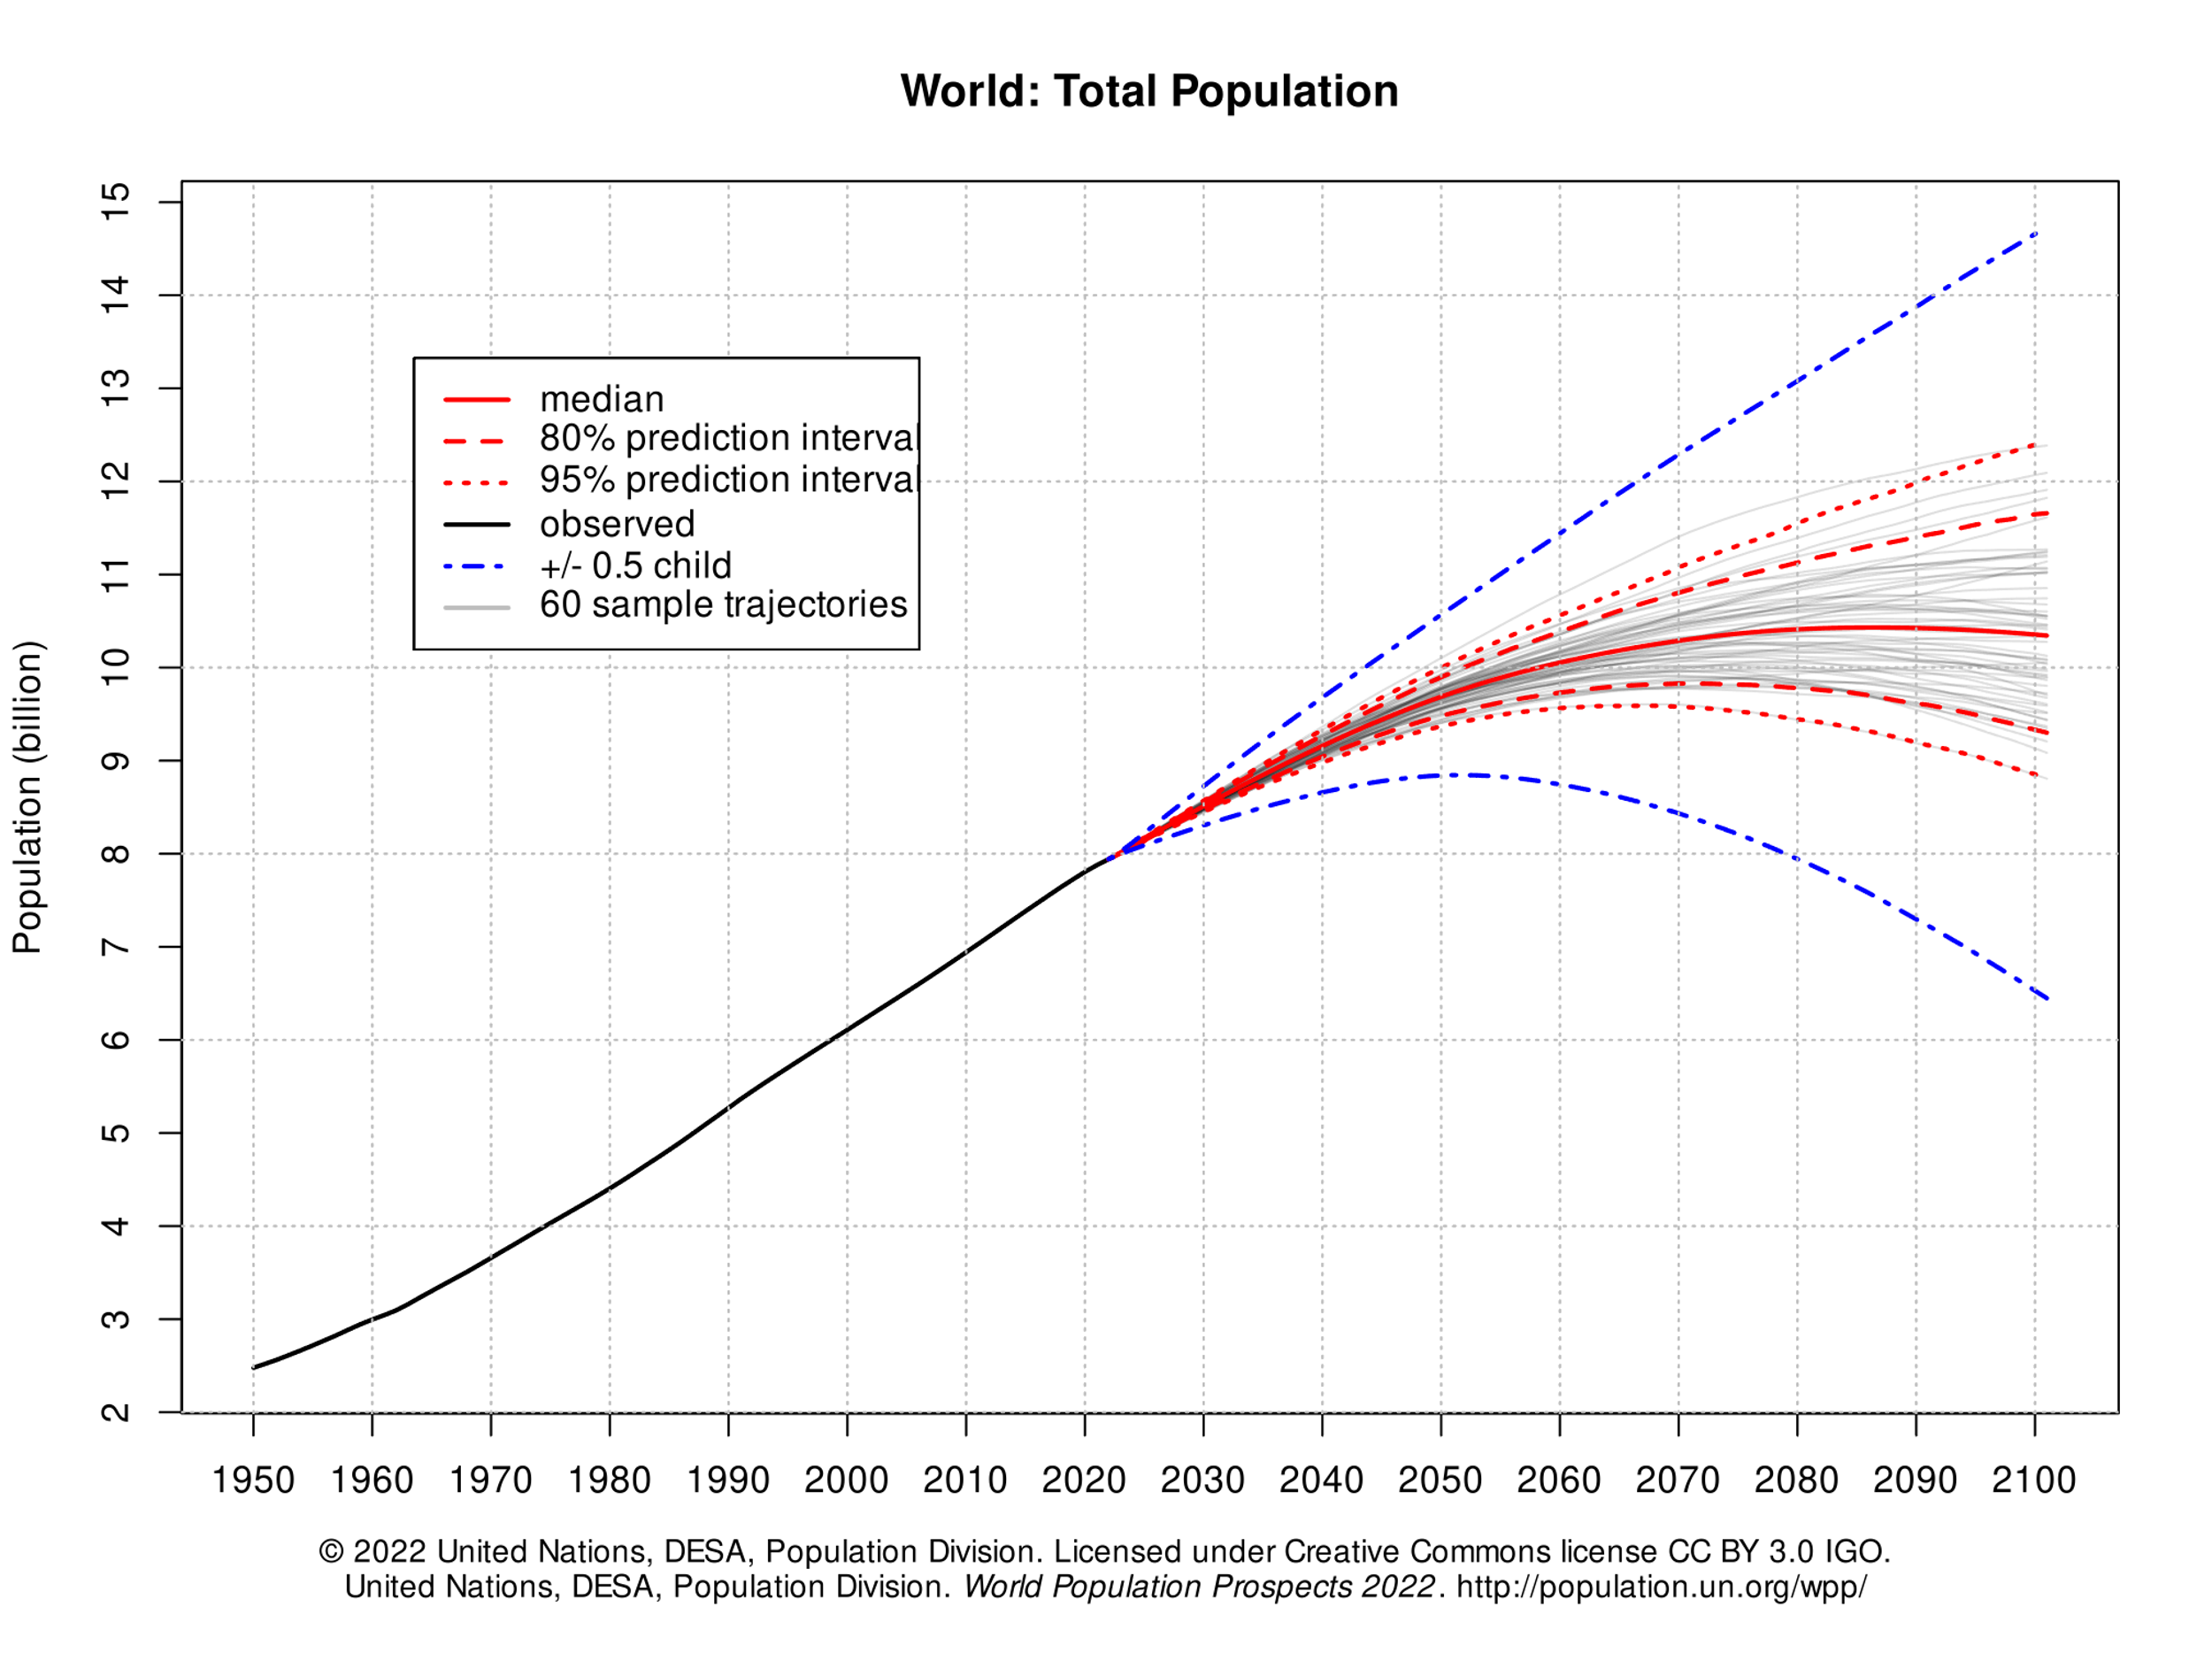 World: Total Population
15
14
13
12
11
10
9
8
7
6
5
4
3
2
Population (billion)
median
80% prediction interval
95% prediction interval
observed
+/- 0.5 child
60 sample trajectories
1950 1960 1970 1980 1990 2000 2010 2020 2030 2040 2050 2060 2070 2080 2090 2100
© 2022 United Nations, DESA, Population Division. Licensed under Creative Commons license CC BY 3.0 IGO.
United Nations, DESA, Population Division. World Population Prospects 2022. http://population.un.org/wpp/